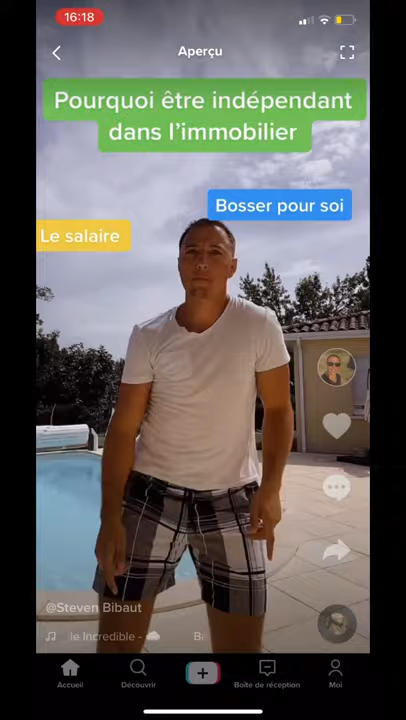 16:18
Aperçu
Pourquoi être indépendant
dans l’immobilier
Bosser pour soi
Le salaire
@Steven Bibaut
le Incredible -
Accueil
Découvrir
Boîte de réception
Moi